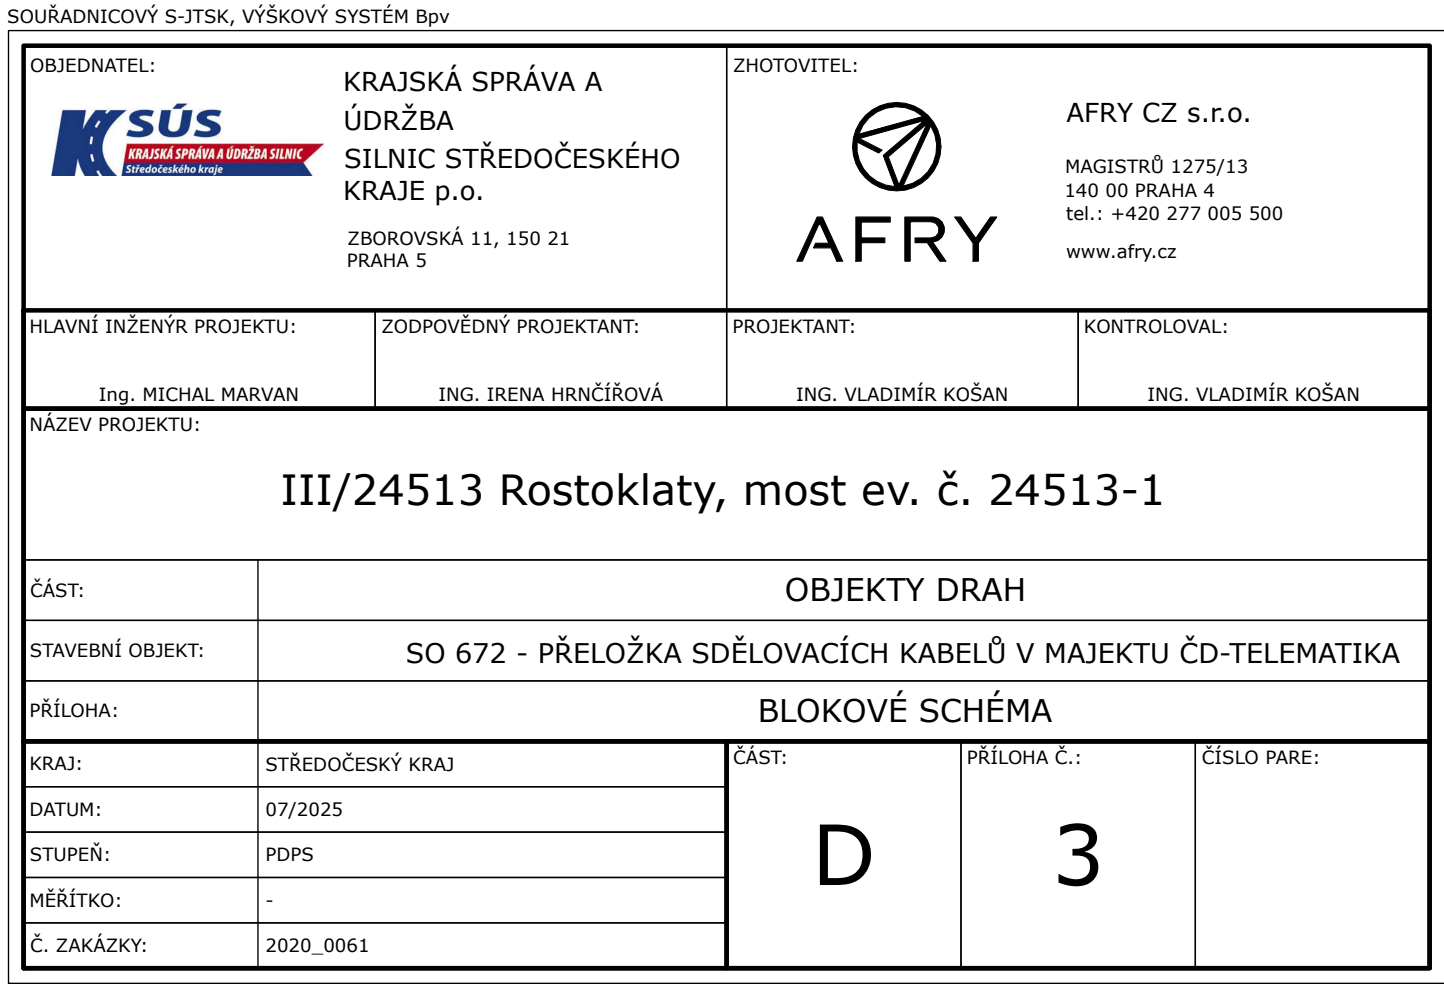 SOUŘADNICOVÝ S-JTSK, VÝŠKOVÝ SYSTÉM Bpv
OBJEDNATEL:
KSÚS
KRAJSKÁ SPRÁVA A ÚDRŽBA SILNIC
Středočeského kraje
KRAJSKÁ SPRÁVA A
ÚDRŽBA
SILNIC STŘEDOČESKÉHO
KRAJE p.o.
ZBOROVSKÁ 11, 150 21
PRAHA 5
ZHOTOVITEL:
AFRY
AFRY CZ s.r.o.
MAGISTRŮ 1275/13
140 00 PRAHA 4
tel.: +420 277 005 500
www.afry.cz
HLAVNÍ INŽENÝR PROJEKTU:
Ing. MICHAL MARVAN
ZODPOVĚDNÝ PROJEKTANT:
ING. IRENA HRNČÍŘOVÁ
PROJEKTANT:
ING. VLADIMÍR KOŠAN
KONTROLOVAL:
ING. VLADIMÍR KOŠAN
NÁZEV PROJEKTU:
III/24513 Rostoklaty, most ev. č. 24513-1
ČÁST:
OBJEKTY DRAH
STAVEBNÍ OBJEKT:
SO 672 - PŘELOŽKA SDĚLOVACÍCH KABELŮ V MAJEKTU ČD-TELEMATIKA
PŘÍLOHA:
BLOKOVÉ SCHÉMA
KRAJ:
STŘEDOČESKÝ KRAJ
DATUM:
07/2025
STUPEŇ:
PDPS
MĚŘÍTKO:
-
Č. ZAKÁZKY:
2020_0061
ČÁST:
D
PŘÍLOHA Č.:
3
ČÍSLO PARE: